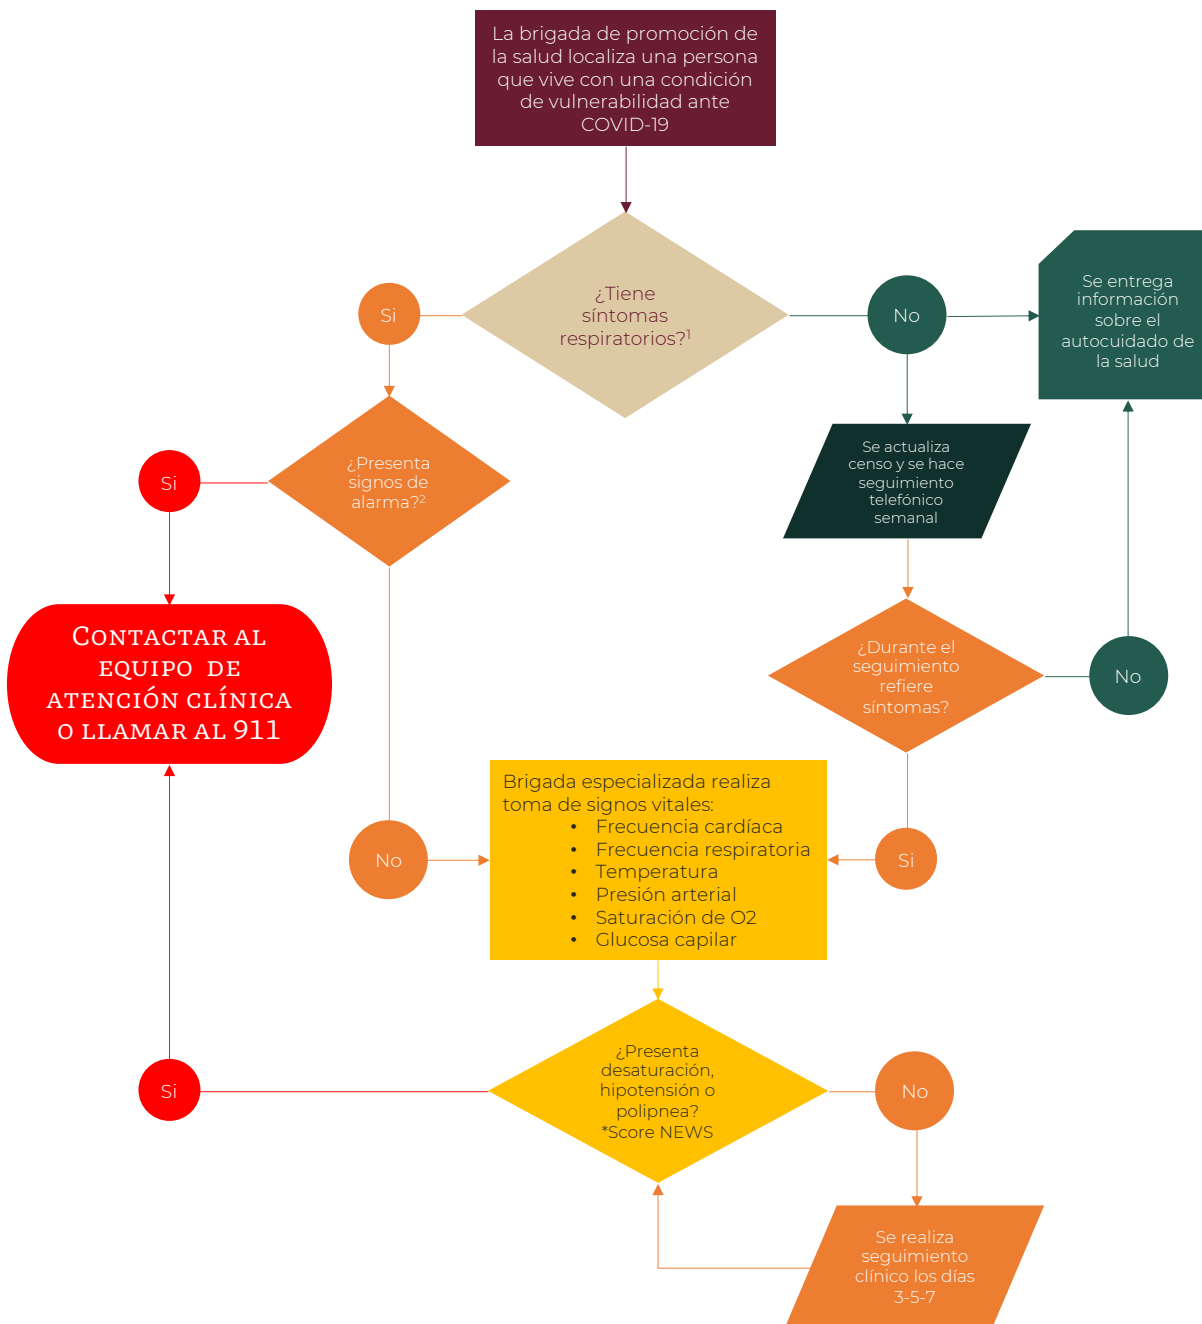 La brigada de promoción de
la salud localiza una persona
que vive con una condición
de vulnerabilidad ante
COVID-19
¿Tiene
síntomas
respiratorios?¹
Si
No
Se entrega
información
sobre el
autocuidado de
la salud
¿Presenta
signos de
alarma?²
Si
Se actualiza
censo y se hace
seguimiento
telefónico
semanal
CONTACTAR AL
EQUIPO DE
ATENCIÓN CLÍNICA
O LLAMAR AL 911
¿Durante el
seguimiento
refiere
síntomas?
No
Brigada especializada realiza
toma de signos vitales:
• Frecuencia cardíaca
• Frecuencia respiratoria
• Temperatura
• Presión arterial
• Saturación de O2
• Glucosa capilar
No
Si
¿Presenta
desaturación,
hipotensión o
polipnea?
*Score NEWS
Si
No
Se realiza
seguimiento
clínico los días
3-5-7